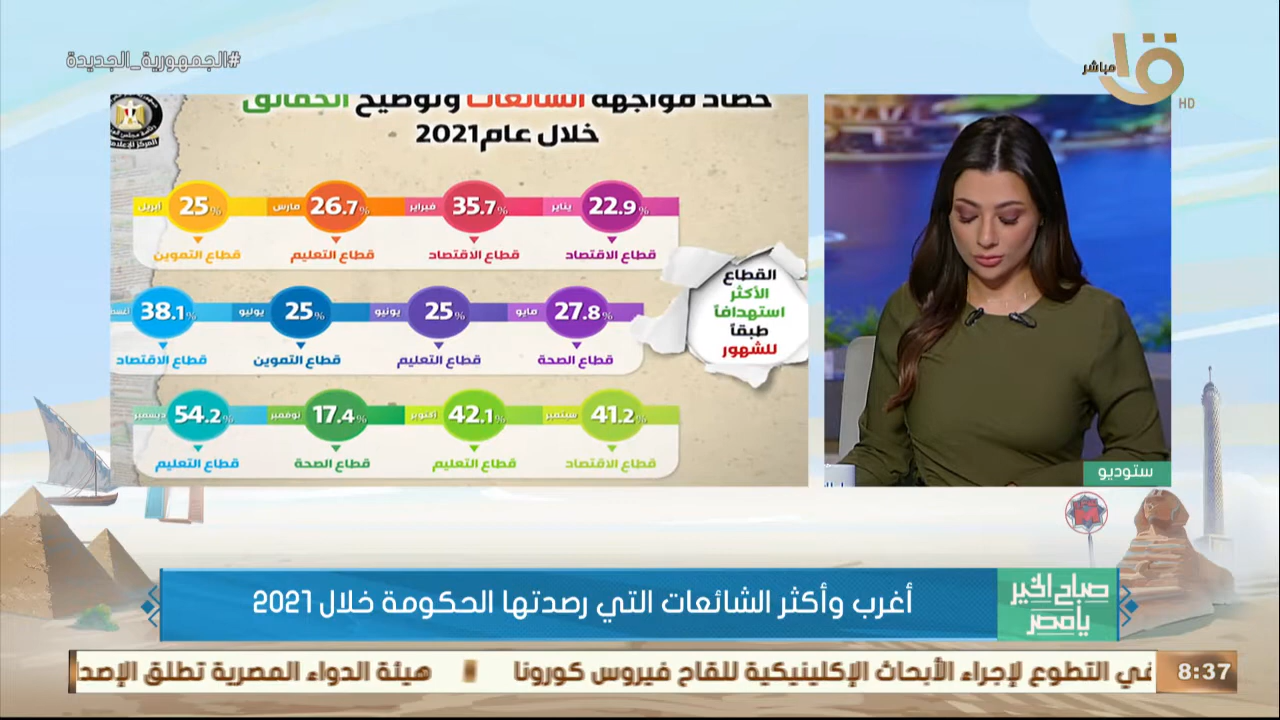 #الجمهورية_الجديدة
مباشر
HD
حصاد مواجهة الشائعات وتوضيح الحقائق
خلال عام 2021
يناير 22.9%
فبراير 35.7%
مارس 26.7%
أبريل 25%
قطاع الاقتصاد
قطاع الاقتصاد
قطاع التعليم
قطاع التموين
القطاع
الأكثر
استهدافاً
طبقاً
للشهور
مايو 27.8%
يونيو 25%
يوليو 25%
38.1%
قطاع الصحة
قطاع التعليم
قطاع التموين
قطاع الاقتصاد
سبتمبر 41.2%
أكتوبر 42.1%
نوفمبر 17.4%
ديسمبر 54.2%
قطاع الاقتصاد
قطاع التعليم
قطاع الصحة
قطاع التعليم
ستوديو
صباح الخير
يا مصر
أغرب وأكثر الشائعات التي رصدتها الحكومة خلال 2021
8:37
في التطوع لإجراء الأبحاث الإكلينيكية للقاح فيروس كورونا
هيئة الدواء المصرية تطلق